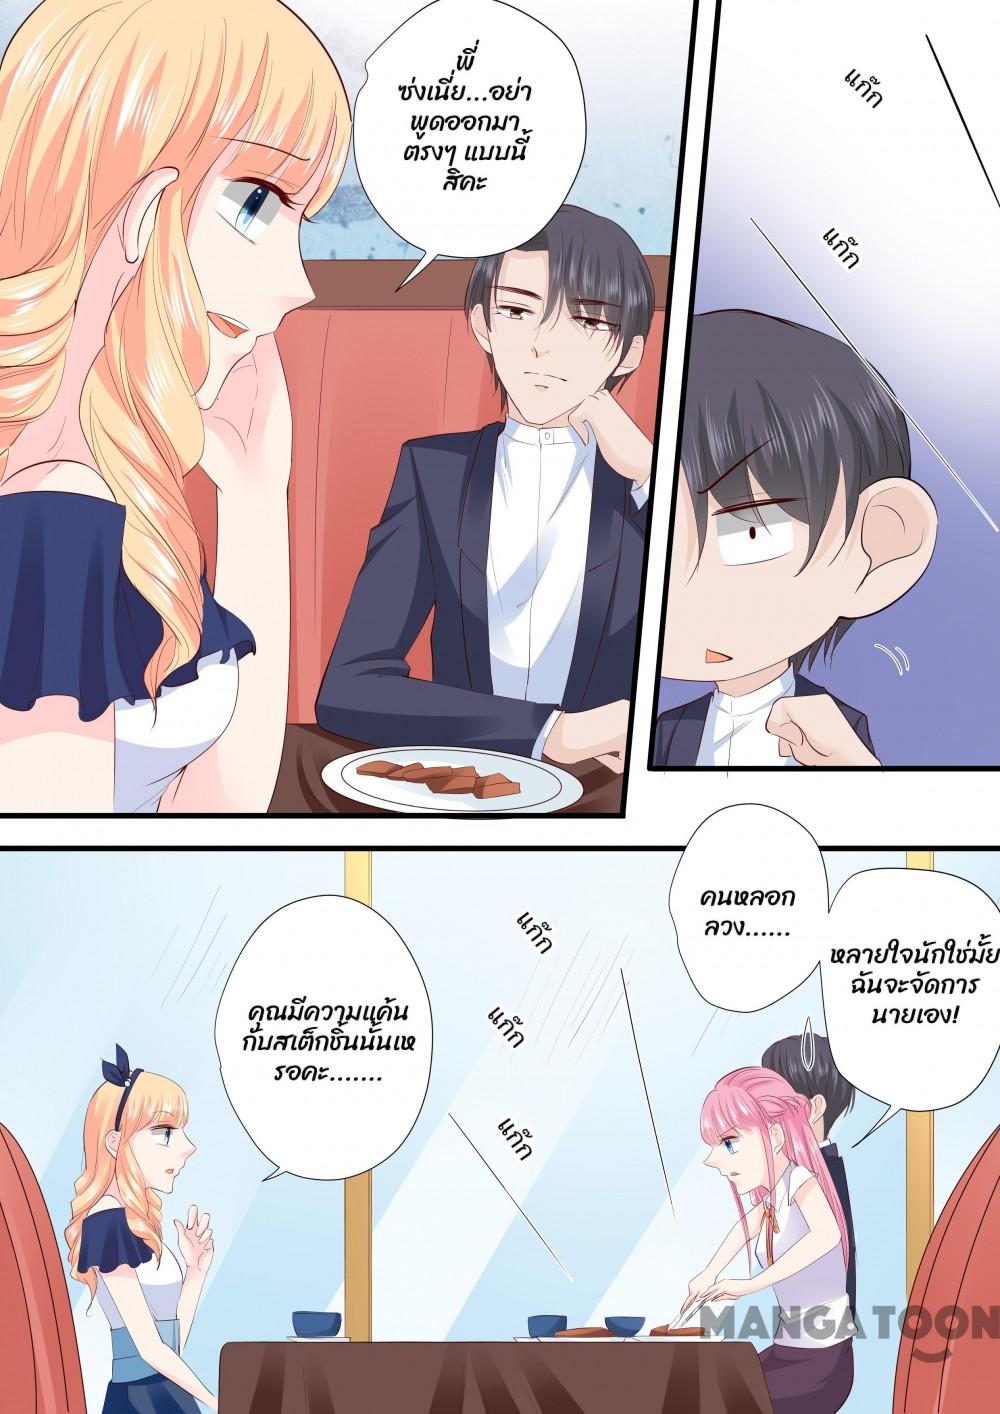 พี่
ซ่งเนี่ย...อย่า
พูดออกมา
ตรงๆ แบบนี้
สิคะ
แก๊ก
แก๊ก
คนหลอก
ลวง......
หลายใจนักใช่มั้ย
ฉันจะจัดการ
นายเอง!
แก๊ก
แก๊ก
แก๊ก
คุณมีความแค้น
กับสเต็กชิ้นนั้นเห
รอคะ.......
MANGATOON